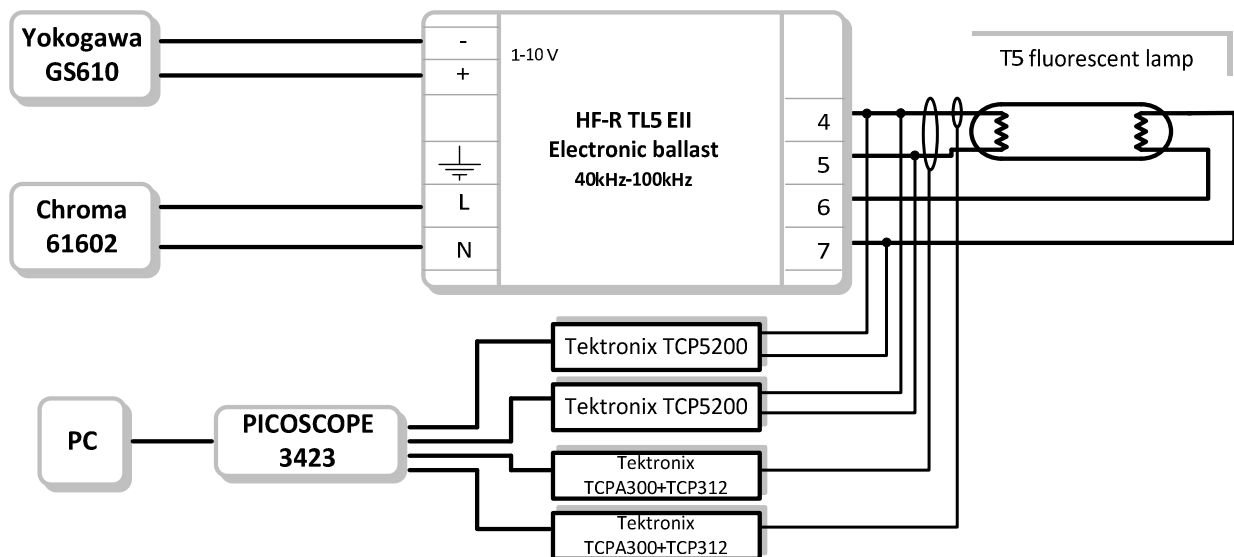 Yokogawa
GS610
-
+
1-10 V
HF-R TL5 EII
Electronic ballast
40kHz-100kHz
L
N
4
5
6
7
T5 fluorescent lamp
Chroma
61602
Tektronix TCP5200
Tektronix TCP5200
Tektronix
TCPA300+TCP312
Tektronix
TCPA300+TCP312
PICOSCOPE
3423
PC